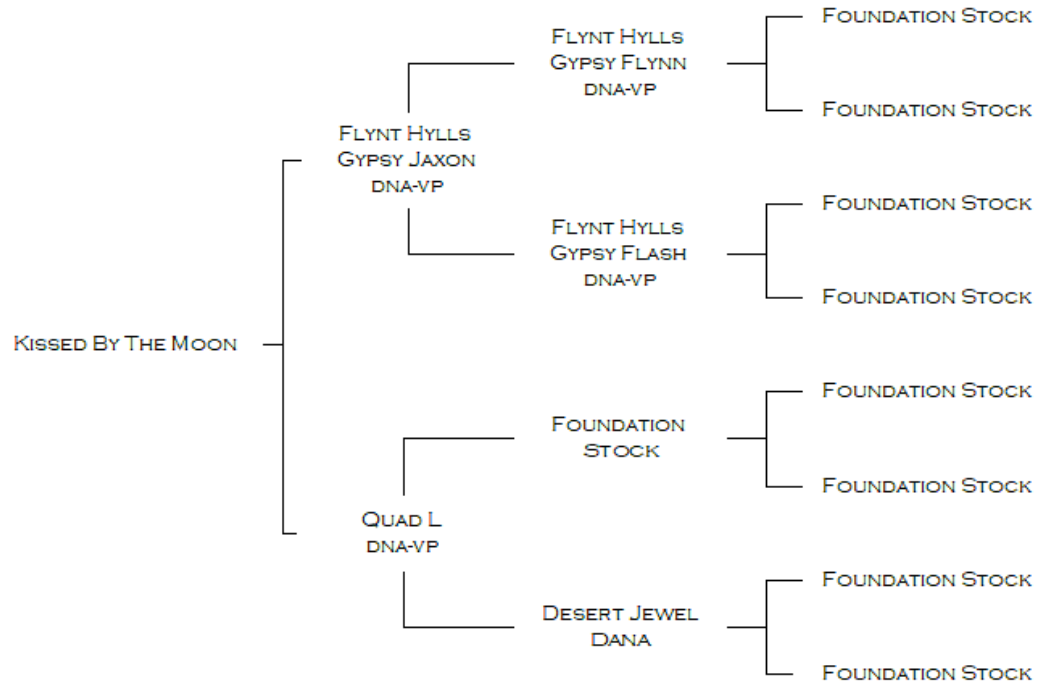 Foundation Stock
Flynt Hylls
Gypsy Flynn
DNA-VP
Foundation Stock
Flynt Hylls
Gypsy Jaxon
DNA-VP
Foundation Stock
Flynt Hylls
Gypsy Flash
DNA-VP
Foundation Stock
Kissed By The Moon
Foundation Stock
Foundation
Stock
Foundation Stock
Quad L
DNA-VP
Foundation Stock
Desert Jewel
Dana
Foundation Stock